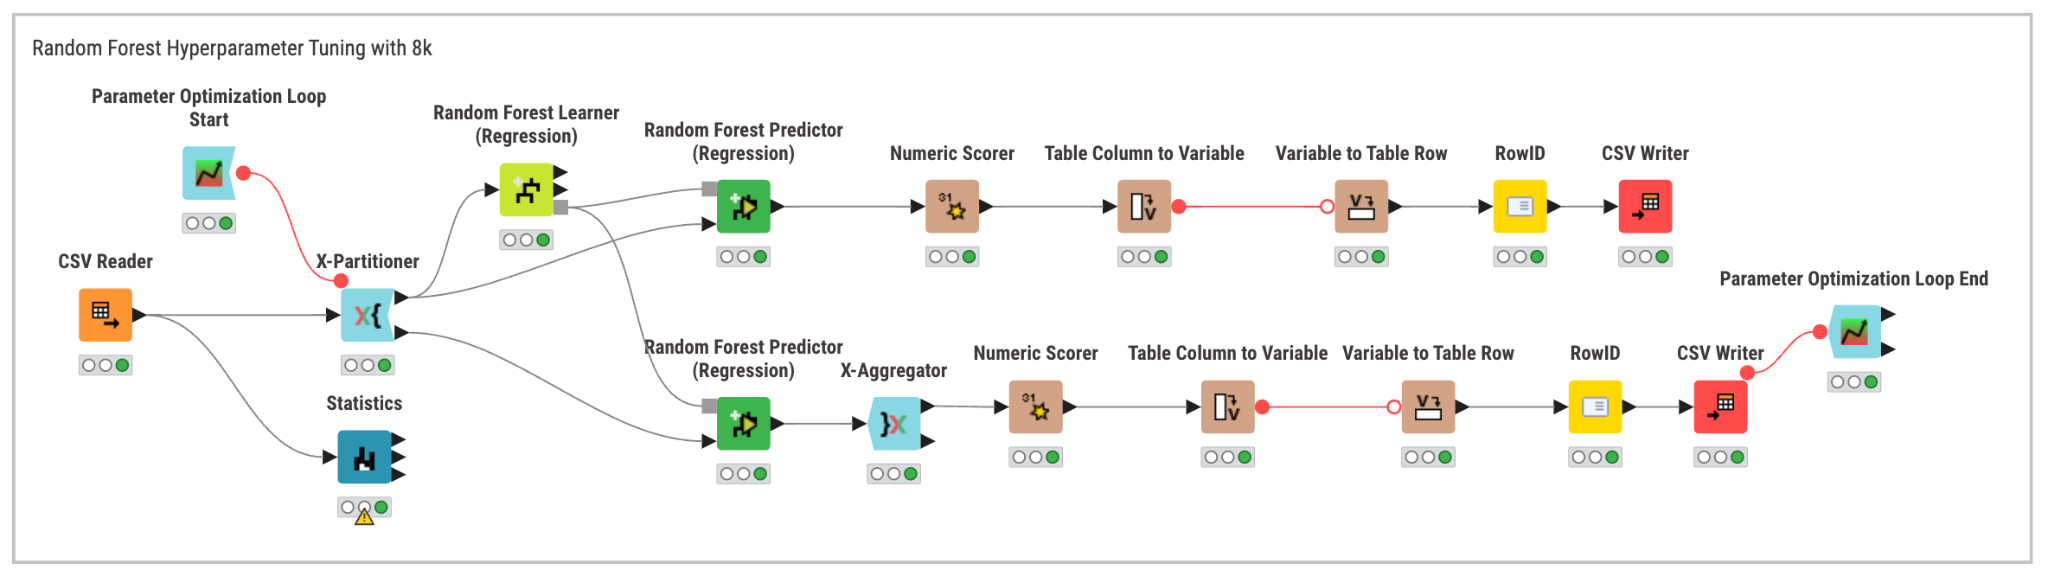 Random Forest Hyperparameter Tuning with 8k
Parameter Optimization Loop
Start
Random Forest Learner
(Regression)
Random Forest Predictor
(Regression)
Numeric Scorer
Table Column to Variable
Variable to Table Row
RowID
CSV Writer
CSV Reader
X-Partitioner
Parameter Optimization Loop End
Random Forest Predictor
(Regression)
X-Aggregator
Numeric Scorer
Table Column to Variable
Variable to Table Row
RowID
CSV Writer
Statistics